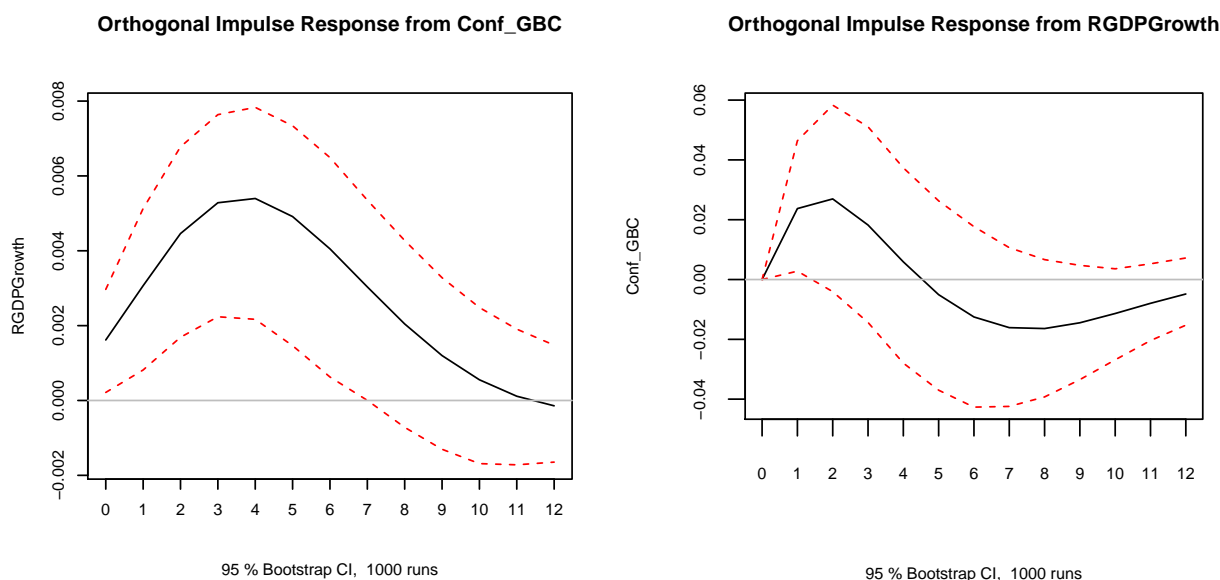 Orthogonal Impulse Response from Conf_GBC
RGDPGrowth
0.008
0.006
0.004
0.002
0.000
−0.002
0 1 2 3 4 5 6 7 8 9 10 11 12
95 % Bootstrap CI,  1000 runs
Orthogonal Impulse Response from RGDPGrowth
Conf_GBC
0.06
0.04
0.02
0.00
−0.02
−0.04
0 1 2 3 4 5 6 7 8 9 10 11 12
95 % Bootstrap CI,  1000 runs